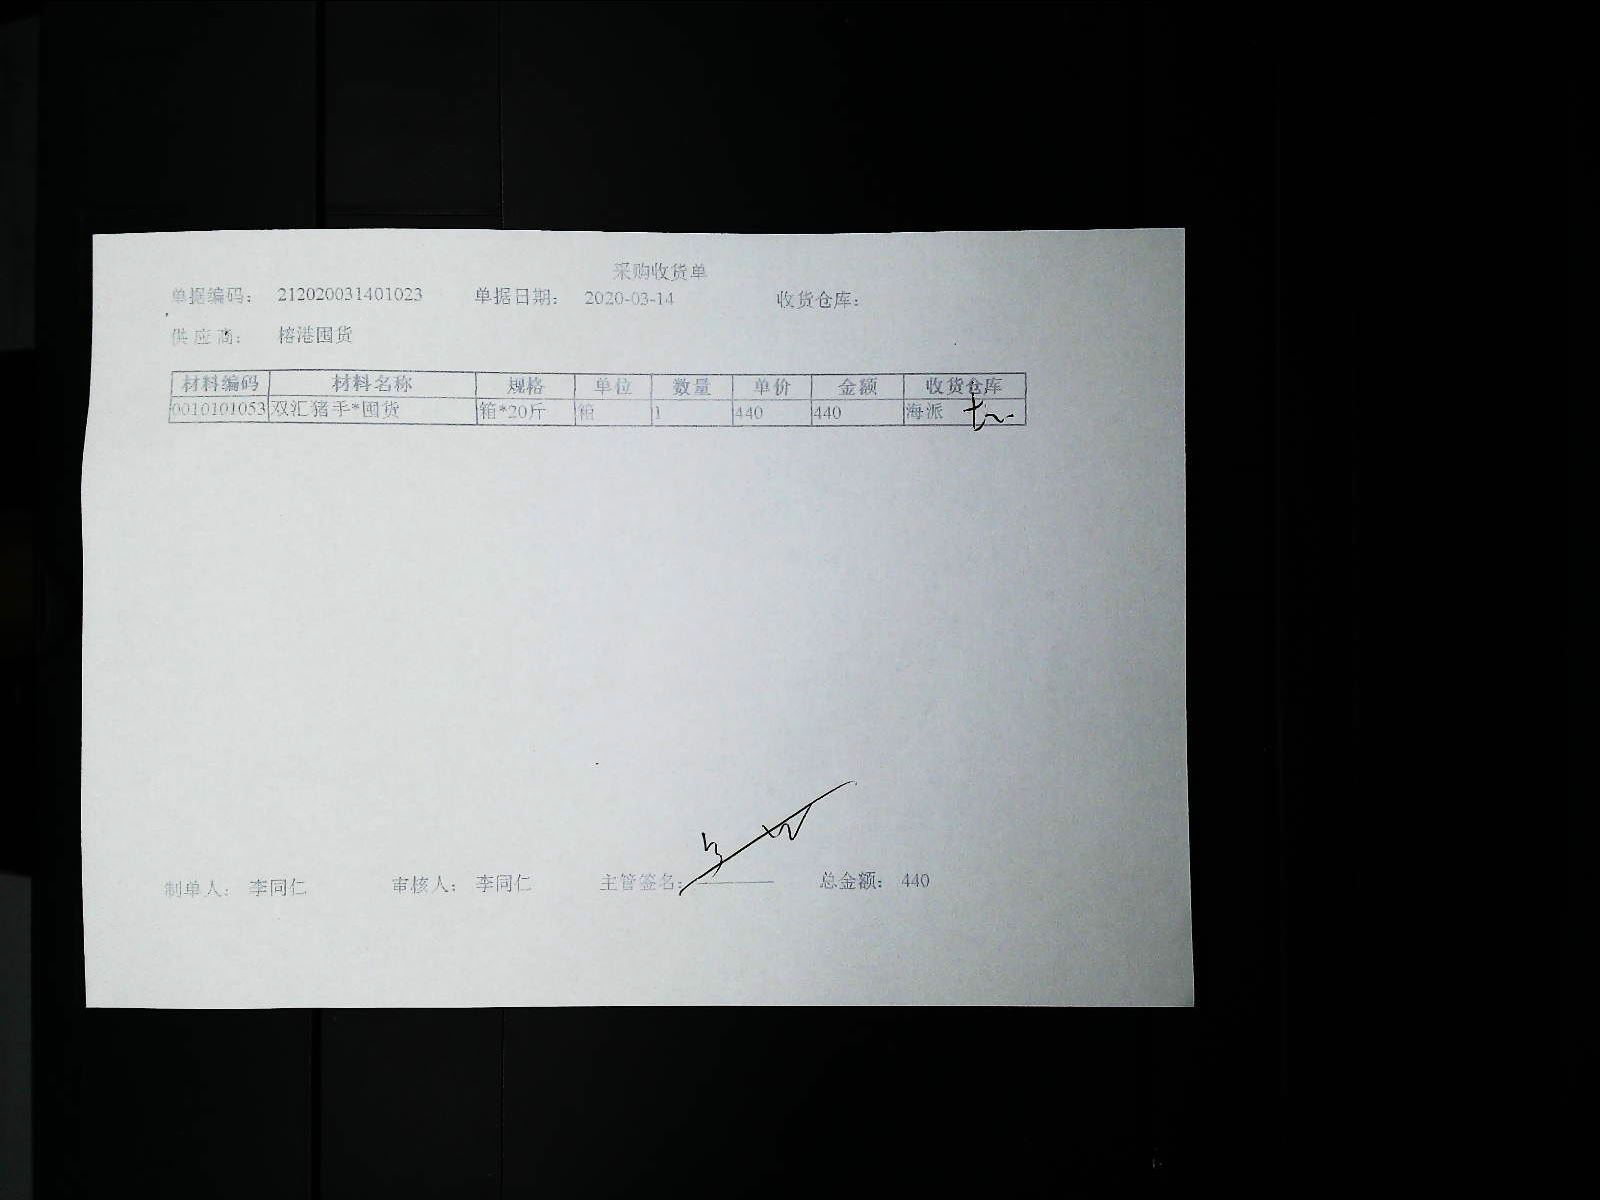 采购收货单
单据编码： 212020031401023 单据日期： 2020-03-14 收货仓库：
供应商： 榕港囤货
材料编码 材料名称 规格 单位 数量 单价 金额 收货仓库
0010101053 双汇猪手*囤货 箱*20斤 箱 1 440 440 海派
制单人： 李同仁 审核人： 李同仁 主管签名： 总金额： 440